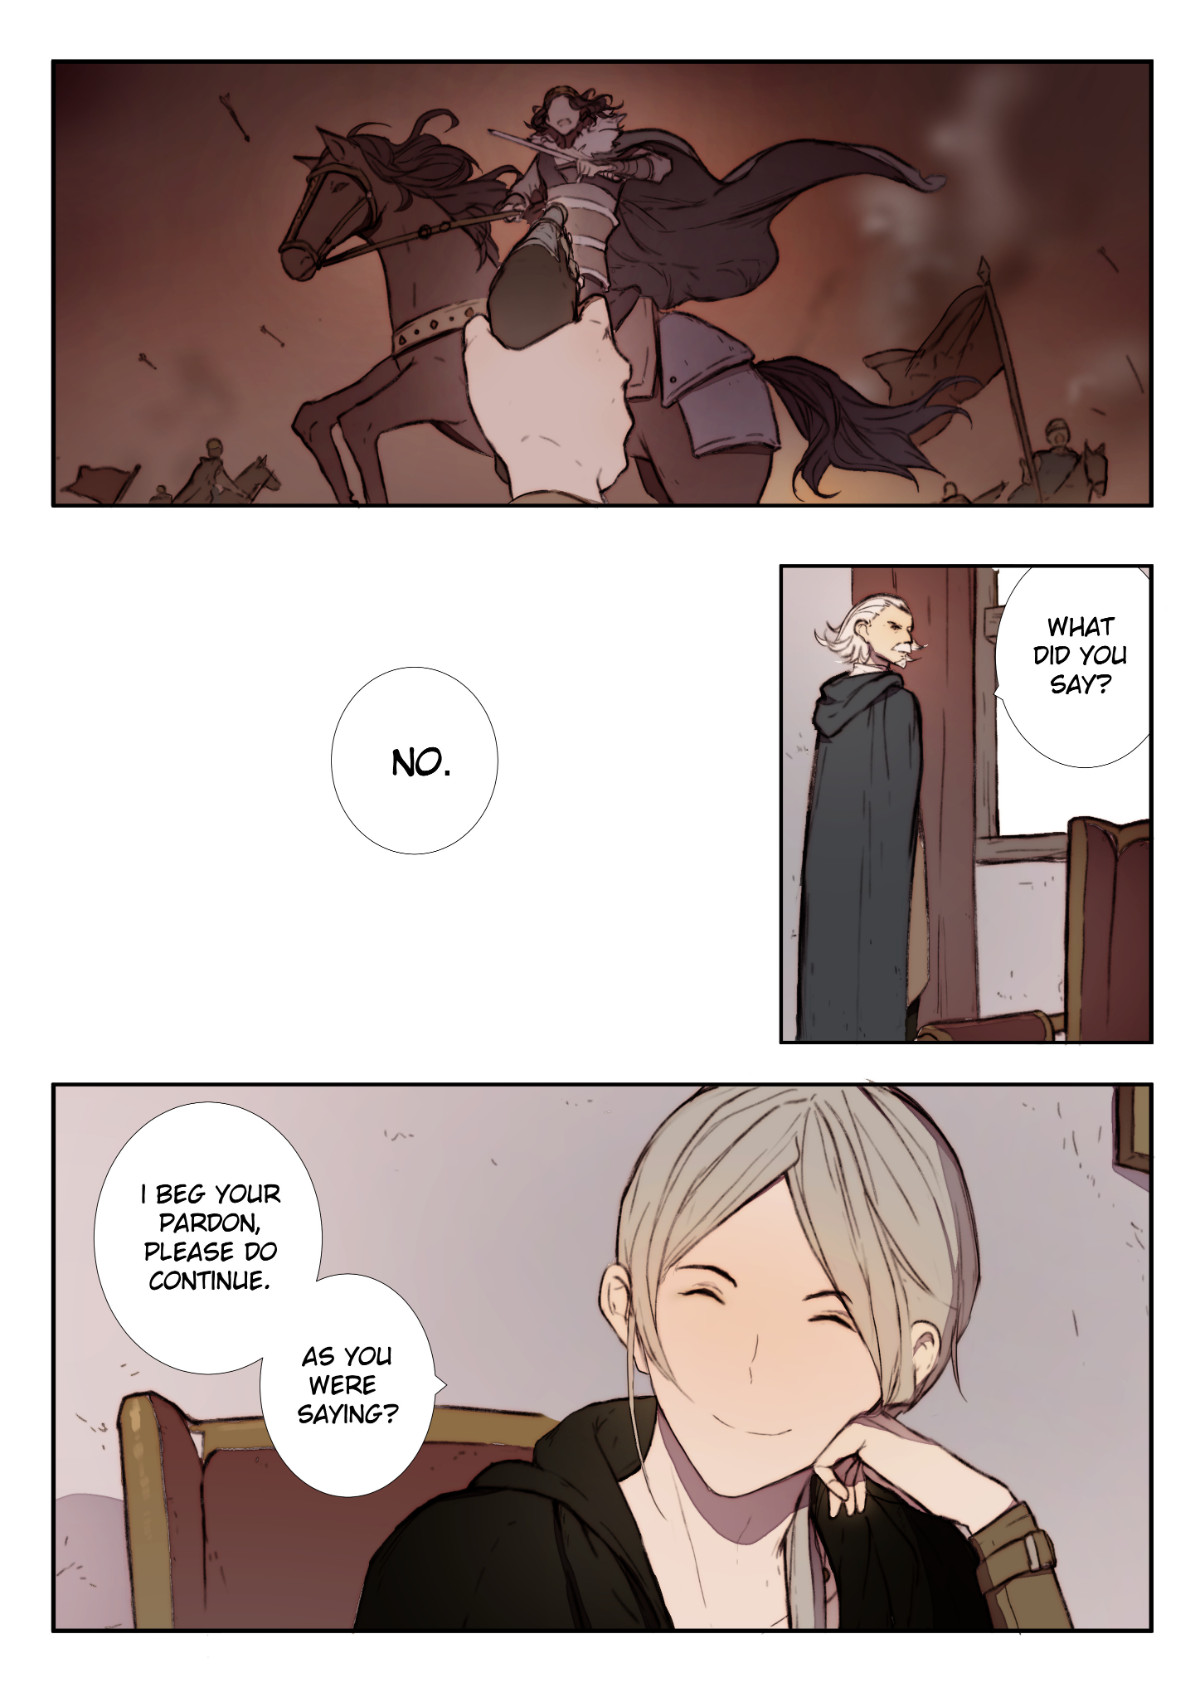 NO.
WHAT
DID YOU
SAY?
I BEG YOUR
PARDON,
PLEASE DO
CONTINUE.
AS YOU
WERE
SAYING?